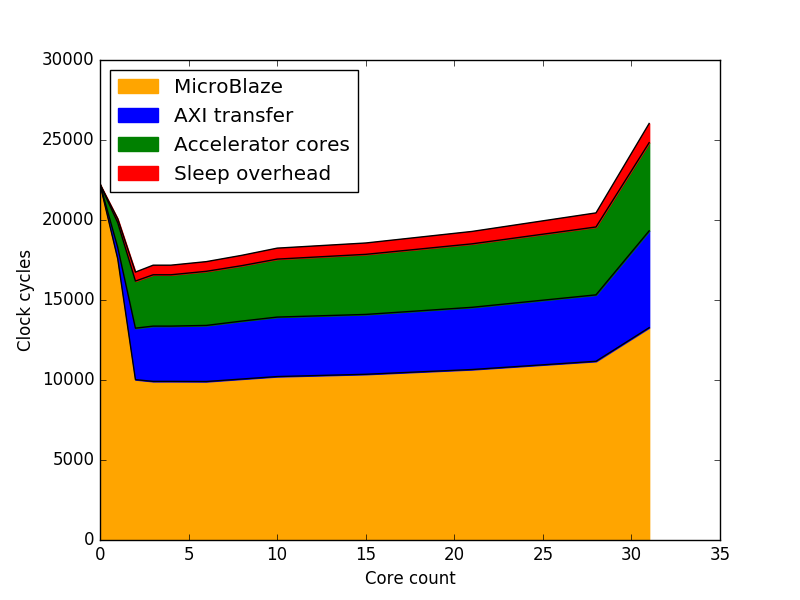 30000
25000
20000
15000
10000
5000
0
Clock cycles
MicroBlaze
AXI transfer
Accelerator cores
Sleep overhead
0 5 10 15 20 25 30 35
Core count